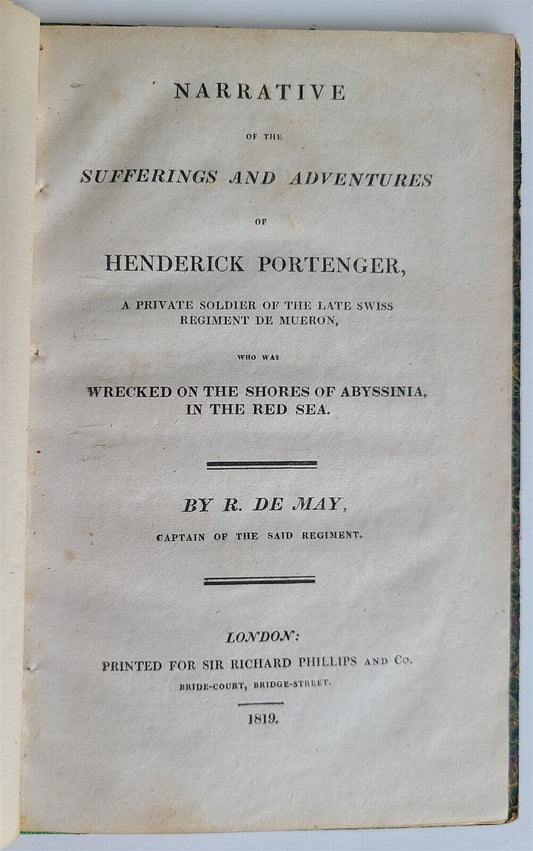 NARRATIVE
OF THE
SUFFERINGS AND ADVENTURES
OF
HENDERICK PORTENGER,
A PRIVATE SOLDIER OF THE LATE SWISS
REGIMENT DE MUERON,
WHO WAS
WRECKED ON THE SHORES OF ABYSSINIA,
IN THE RED SEA.
BY R. DE MAY,
CAPTAIN OF THE SAID REGIMENT.
LONDON:
PRINTED FOR SIR RICHARD PHILLIPS AND Co.
BRIDE-COURT, BRIDGE-STREET.
1819.